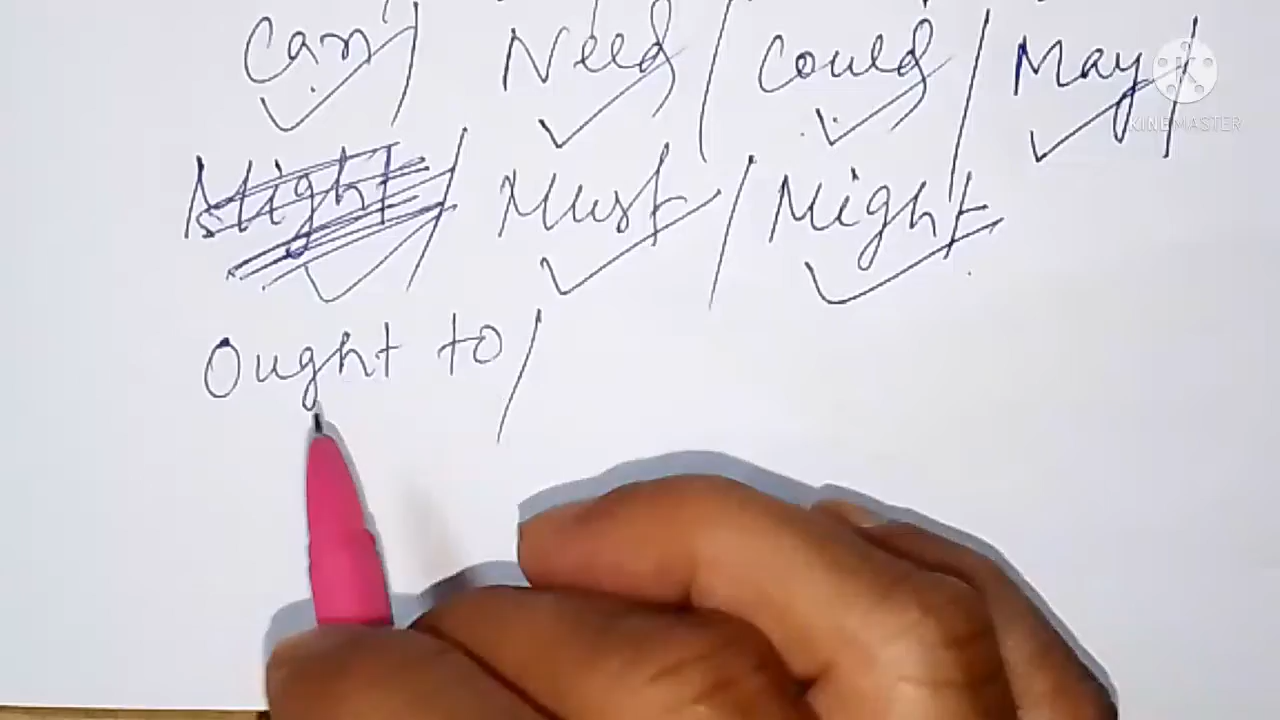 Can / Need / Could / May /
Might / Must / Might
Ought to /
KINEMASTER